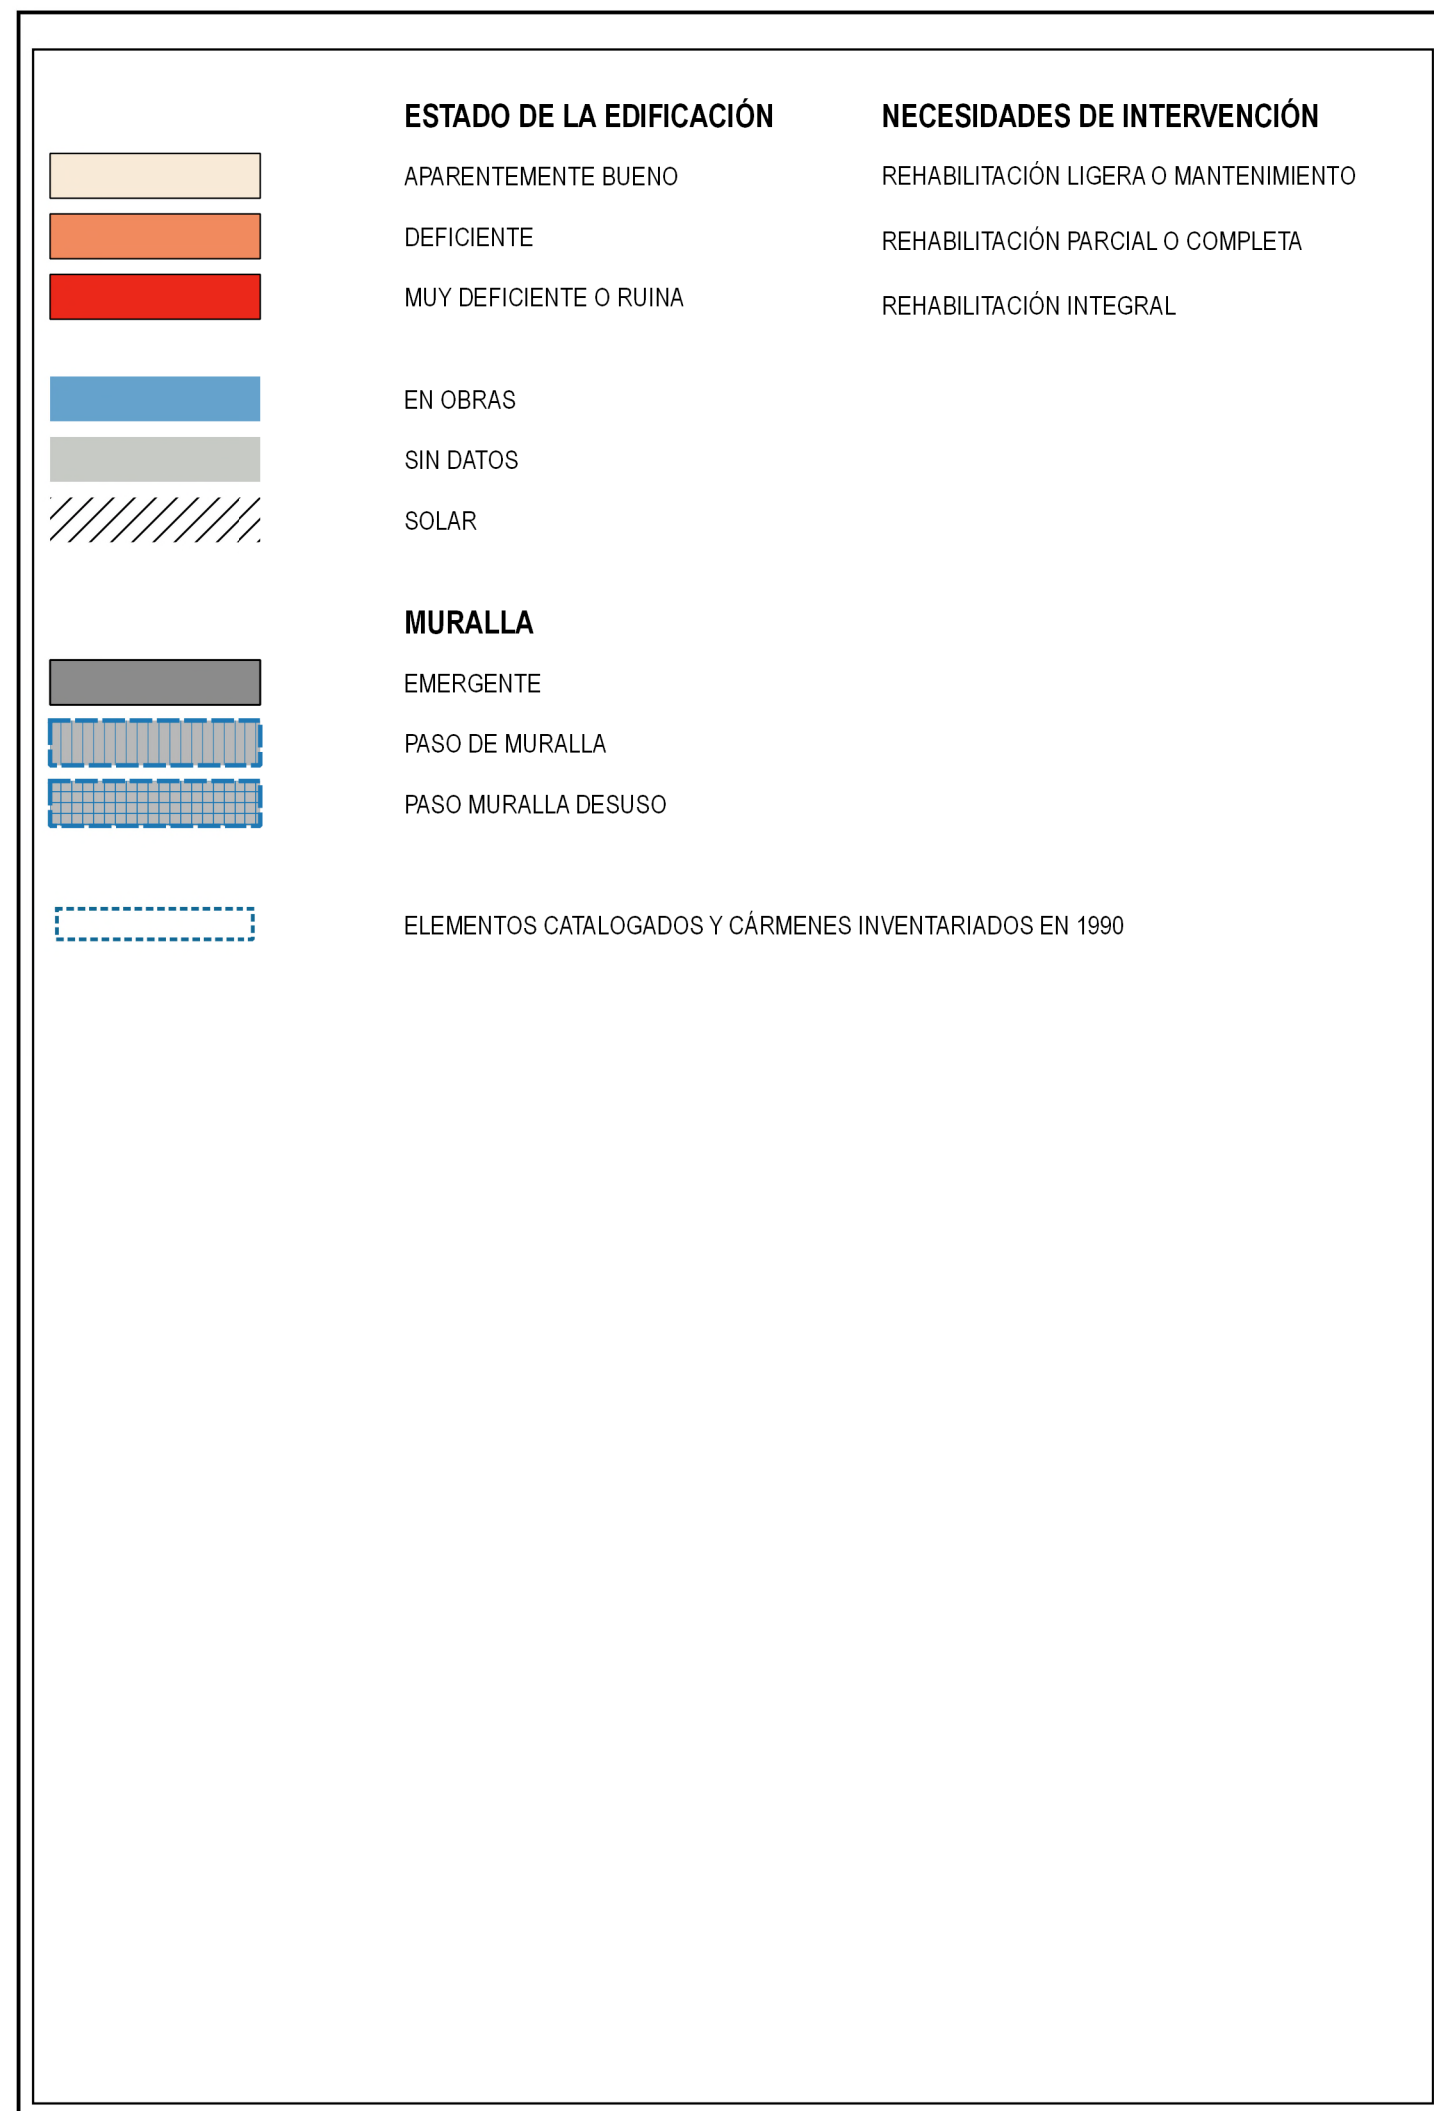 ESTADO DE LA EDIFICACIÓN NECESIDADES DE INTERVENCIÓN
APARENTEMENTE BUENO REHABILITACIÓN LIGERA O MANTENIMIENTO
DEFICIENTE REHABILITACIÓN PARCIAL O COMPLETA
MUY DEFICIENTE O RUINA REHABILITACIÓN INTEGRAL
EN OBRAS
SIN DATOS
SOLAR
MURALLA
EMERGENTE
PASO DE MURALLA
PASO MURALLA DESUSO
ELEMENTOS CATALOGADOS Y CÁRMENES INVENTARIADOS EN 1990